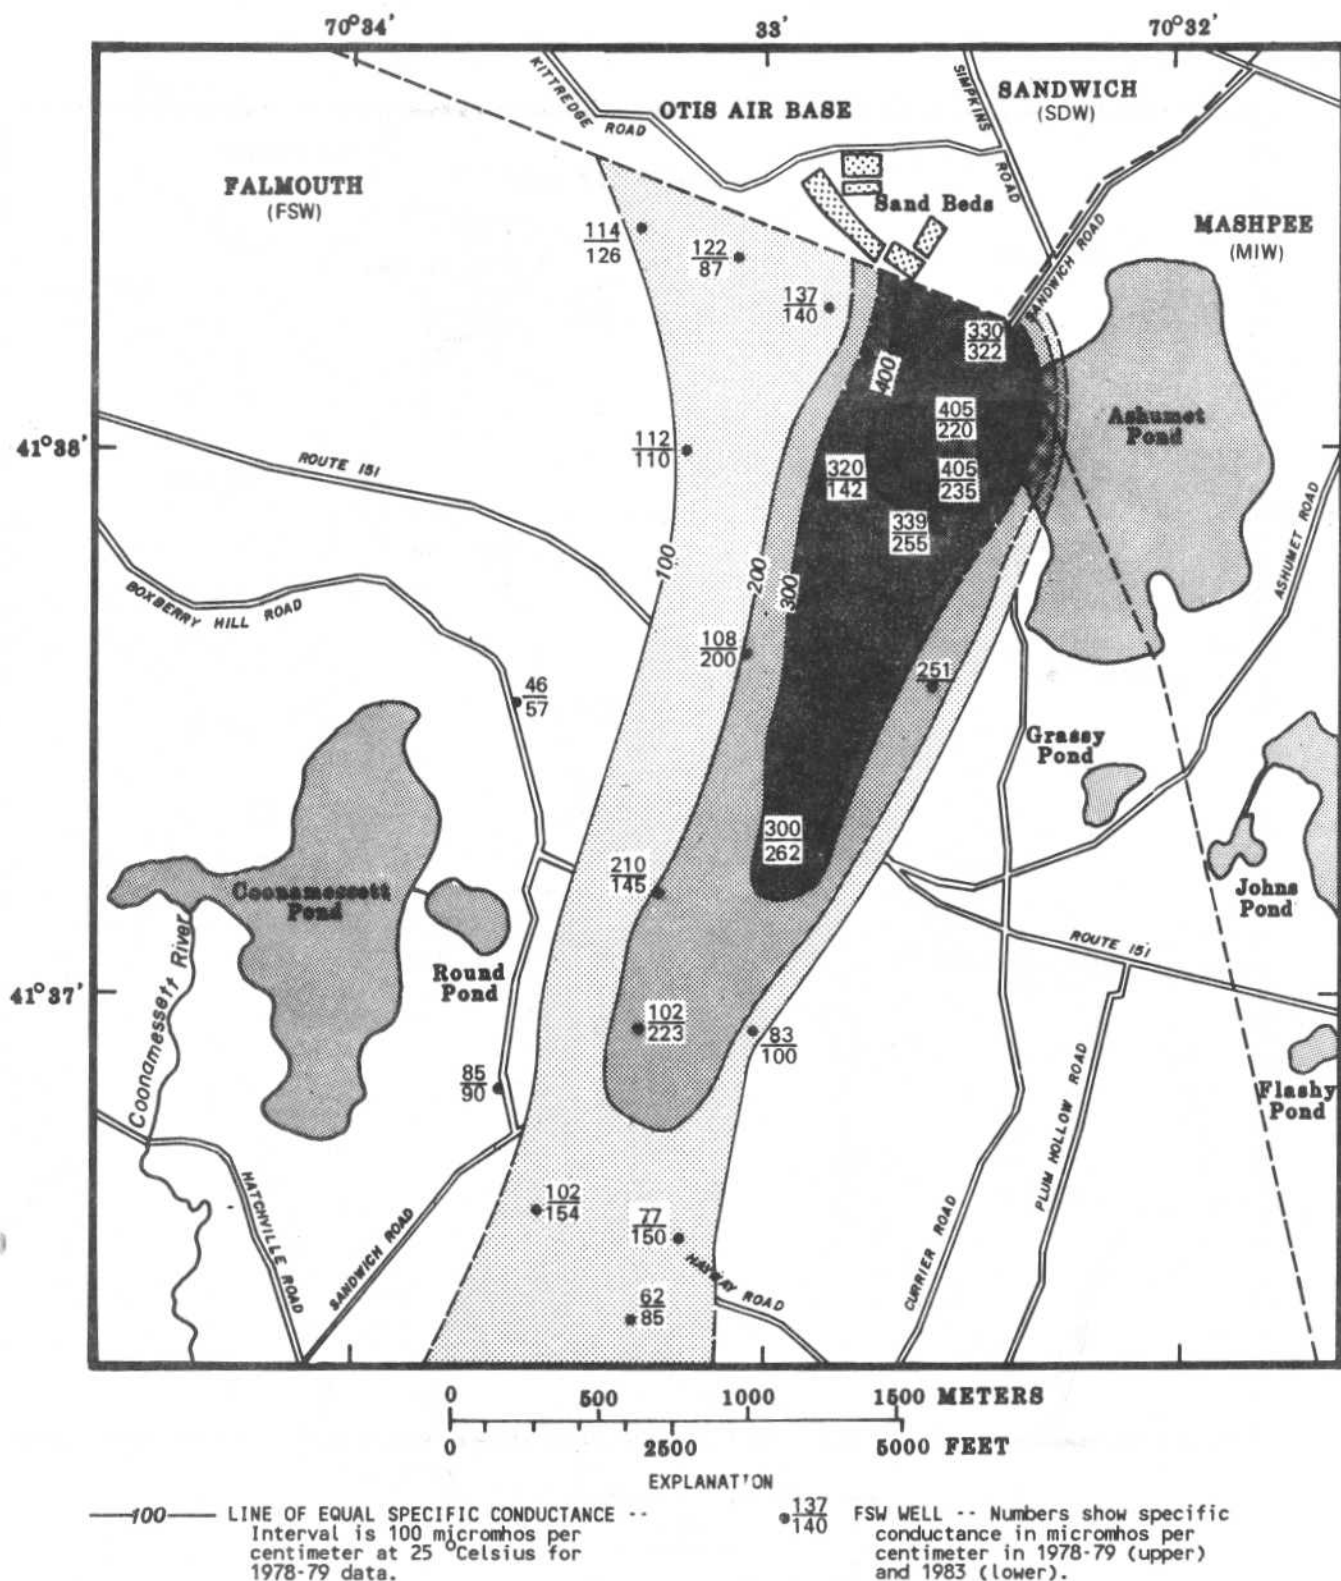 70°34'
33'
70°32'
KITTREDGE ROAD
OTIS AIR BASE
SIMPKINS ROAD
SANDWICH
(SDW)
FALMOUTH
(FSW)
Sand Beds
SANDWICH ROAD
MASHPEE
(MIW)
114
126
122
87
137
140
330
322
400
405
220
Ashumet
Pond
41°38'
112
110
320
142
405
235
ROUTE 151
339
255
100
200
300
ASHUMET ROAD
BOXBERRY HILL ROAD
108
200
251
46
57
Grassy
Pond
300
262
210
145
Coonamessett
Pond
Johns
Pond
Coonamessett River
Round
Pond
ROUTE 151
41°37'
102
223
83
100
85
90
PLUM HOLLOW ROAD
Flashy
Pond
HATCHVILLE ROAD
SANDWICH ROAD
102
154
77
150
HAYWAY ROAD
CURRIER ROAD
62
85
0 500 1000 1500 METERS
0 2500 5000 FEET
EXPLANATION
100 LINE OF EQUAL SPECIFIC CONDUCTANCE --
Interval is 100 micromhos per
centimeter at 25 °Celsius for
1978-79 data.
137
140
FSW WELL -- Numbers show specific
conductance in micromhos per
centimeter in 1978-79 (upper)
and 1983 (lower).